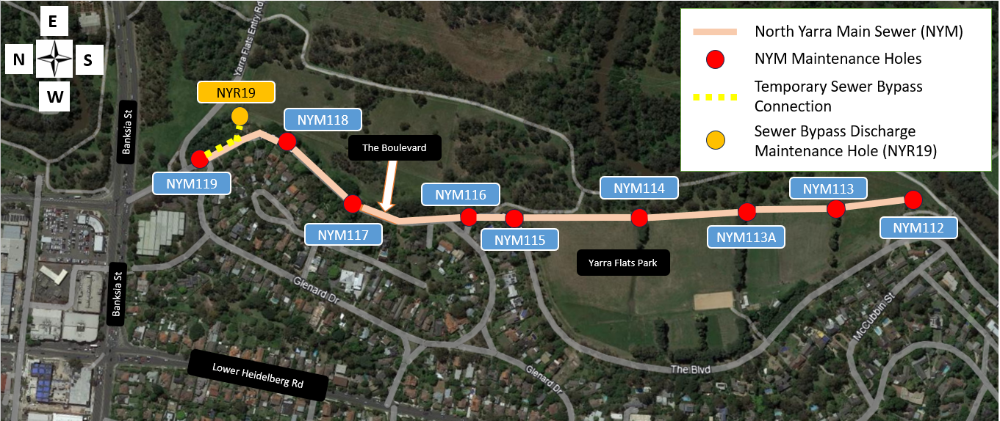 E
N
S
W
North Yarra Main Sewer (NYM)
NYM Maintenance Holes
Temporary Sewer Bypass
Connection
Sewer Bypass Discharge
Maintenance Hole (NYR19)
Yarra Flats Entry Rd
Banksia St
NYR19
NYM118
The Boulevard
NYM119
NYM116
NYM114
NYM113
NYM117
NYM115
NYM113A
NYM112
Yarra Flats Park
Banksia St
Glenard Dr
McCubbin St
Lower Heidelberg Rd
Glenard Dr
The Blvd